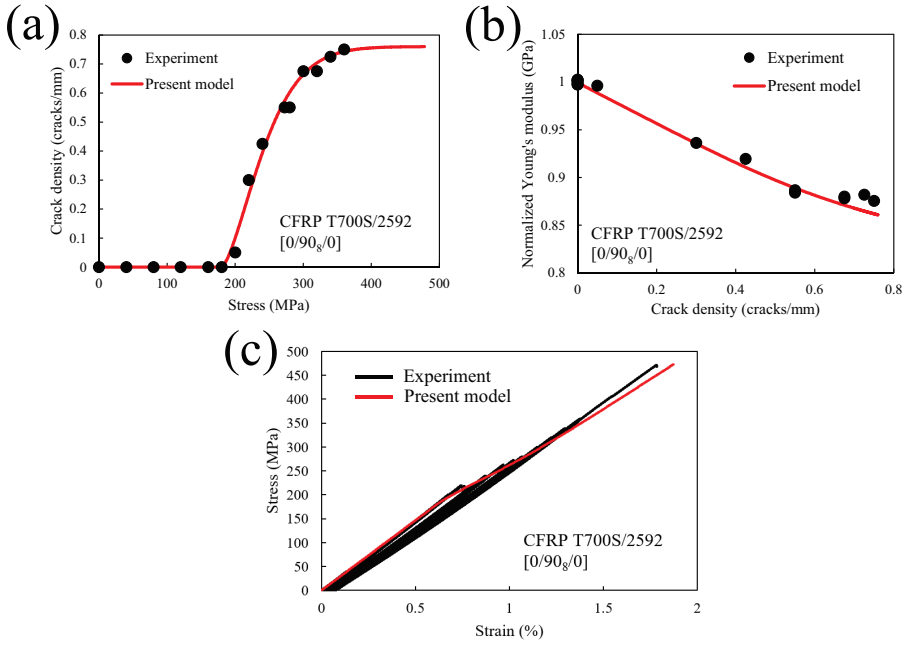 (a)
0.8
0.7
0.6
0.5
0.4
0.3
0.2
0.1
0
Crack density (cracks/mm)
Experiment
Present model
CFRP T700S/2592
[0/90₈/0]
0 100 200 300 400 500
Stress (MPa)
(b)
1.05
1
0.95
0.9
0.85
0.8
Normalized Young's modulus (GPa)
Experiment
Present model
CFRP T700S/2592
[0/90₈/0]
0 0.2 0.4 0.6 0.8
Crack density (cracks/mm)
(c)
500
450
400
350
300
250
200
150
100
50
0
Stress (MPa)
Experiment
Present model
CFRP T700S/2592
[0/90₈/0]
0 0.5 1 1.5 2
Strain (%)